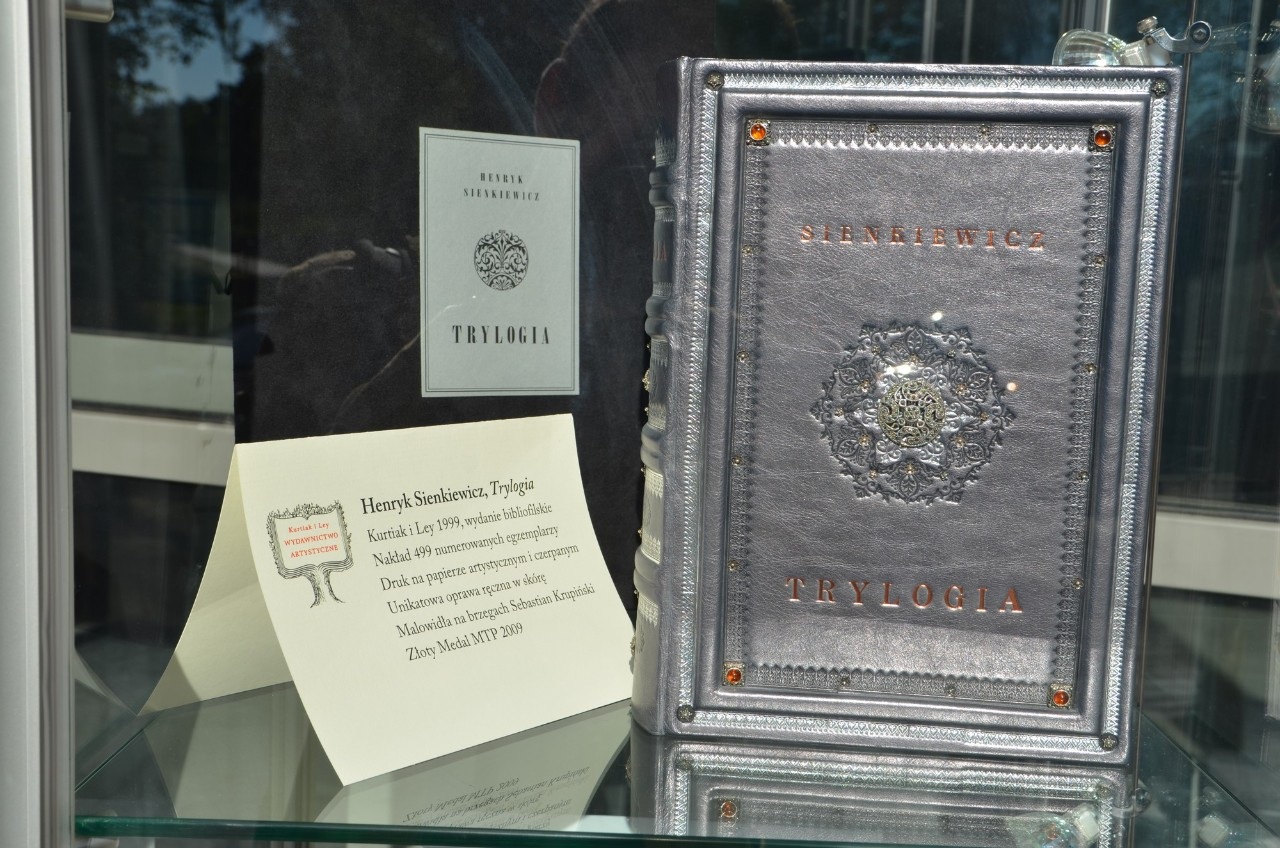 HENRYK
SIENKIEWICZ
TRYLOGIA
SIENKIEWICZ
TRYLOGIA
Kurtiak i Ley
WYDAWNICTWO
ARTYSTYCZNE
Henryk Sienkiewicz, Trylogia
Kurtiak i Ley 1999, wydanie bibliofilskie
Nakład 499 numerowanych egzemplarzy
Druk na papierze artystycznym i czerpanym
Unikatowa oprawa ręczna w skórę
Malowidła na brzegach Sebastian Krupiński
Złoty Medal MTP 2009